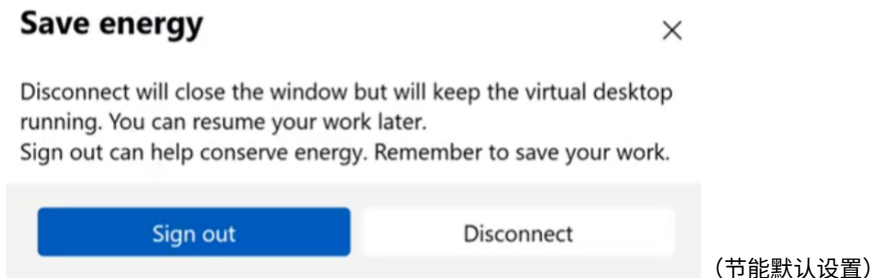 Save energy
Disconnect will close the window but will keep the virtual desktop
running. You can resume your work later.
Sign out can help conserve energy. Remember to save your work.
Sign out Disconnect
（节能默认设置）